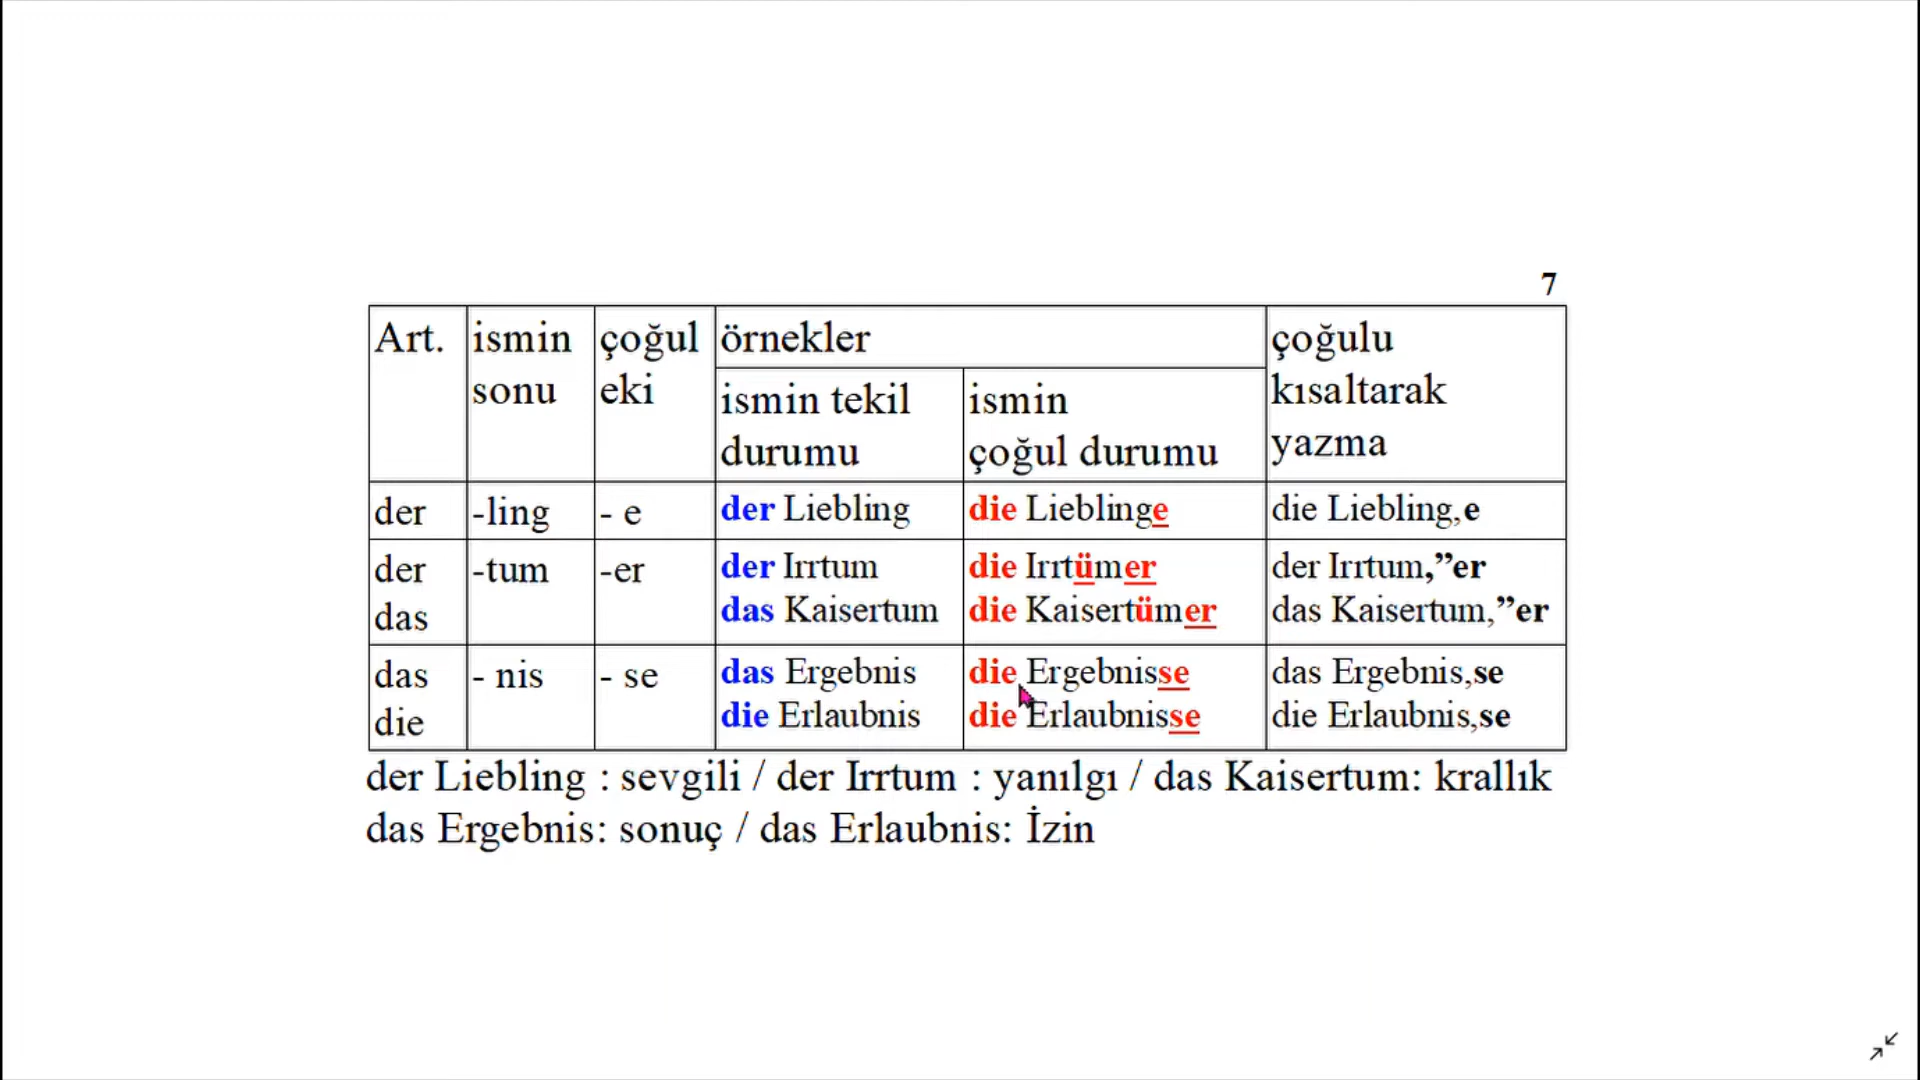 7
Art.
ismin
sonu
çoğul
eki
örnekler
ismin tekil
durumu
ismin
çoğul durumu
çoğulu
kısaltarak
yazma
der
-ling
- e
der Liebling
die Lieblinge
die Liebling,e
der
das
-tum
-er
der Irrtum
das Kaisertum
die Irrtümer
die Kaisertümer
der Irrtum,”er
das Kaisertum,”er
das
die
- nis
- se
das Ergebnis
die Erlaubnis
die Ergebnisse
die Erlaubnisse
das Ergebnis,se
die Erlaubnis,se
der Liebling : sevgili / der Irrtum : yanılgı / das Kaisertum: krallık
das Ergebnis: sonuç / das Erlaubnis: İzin